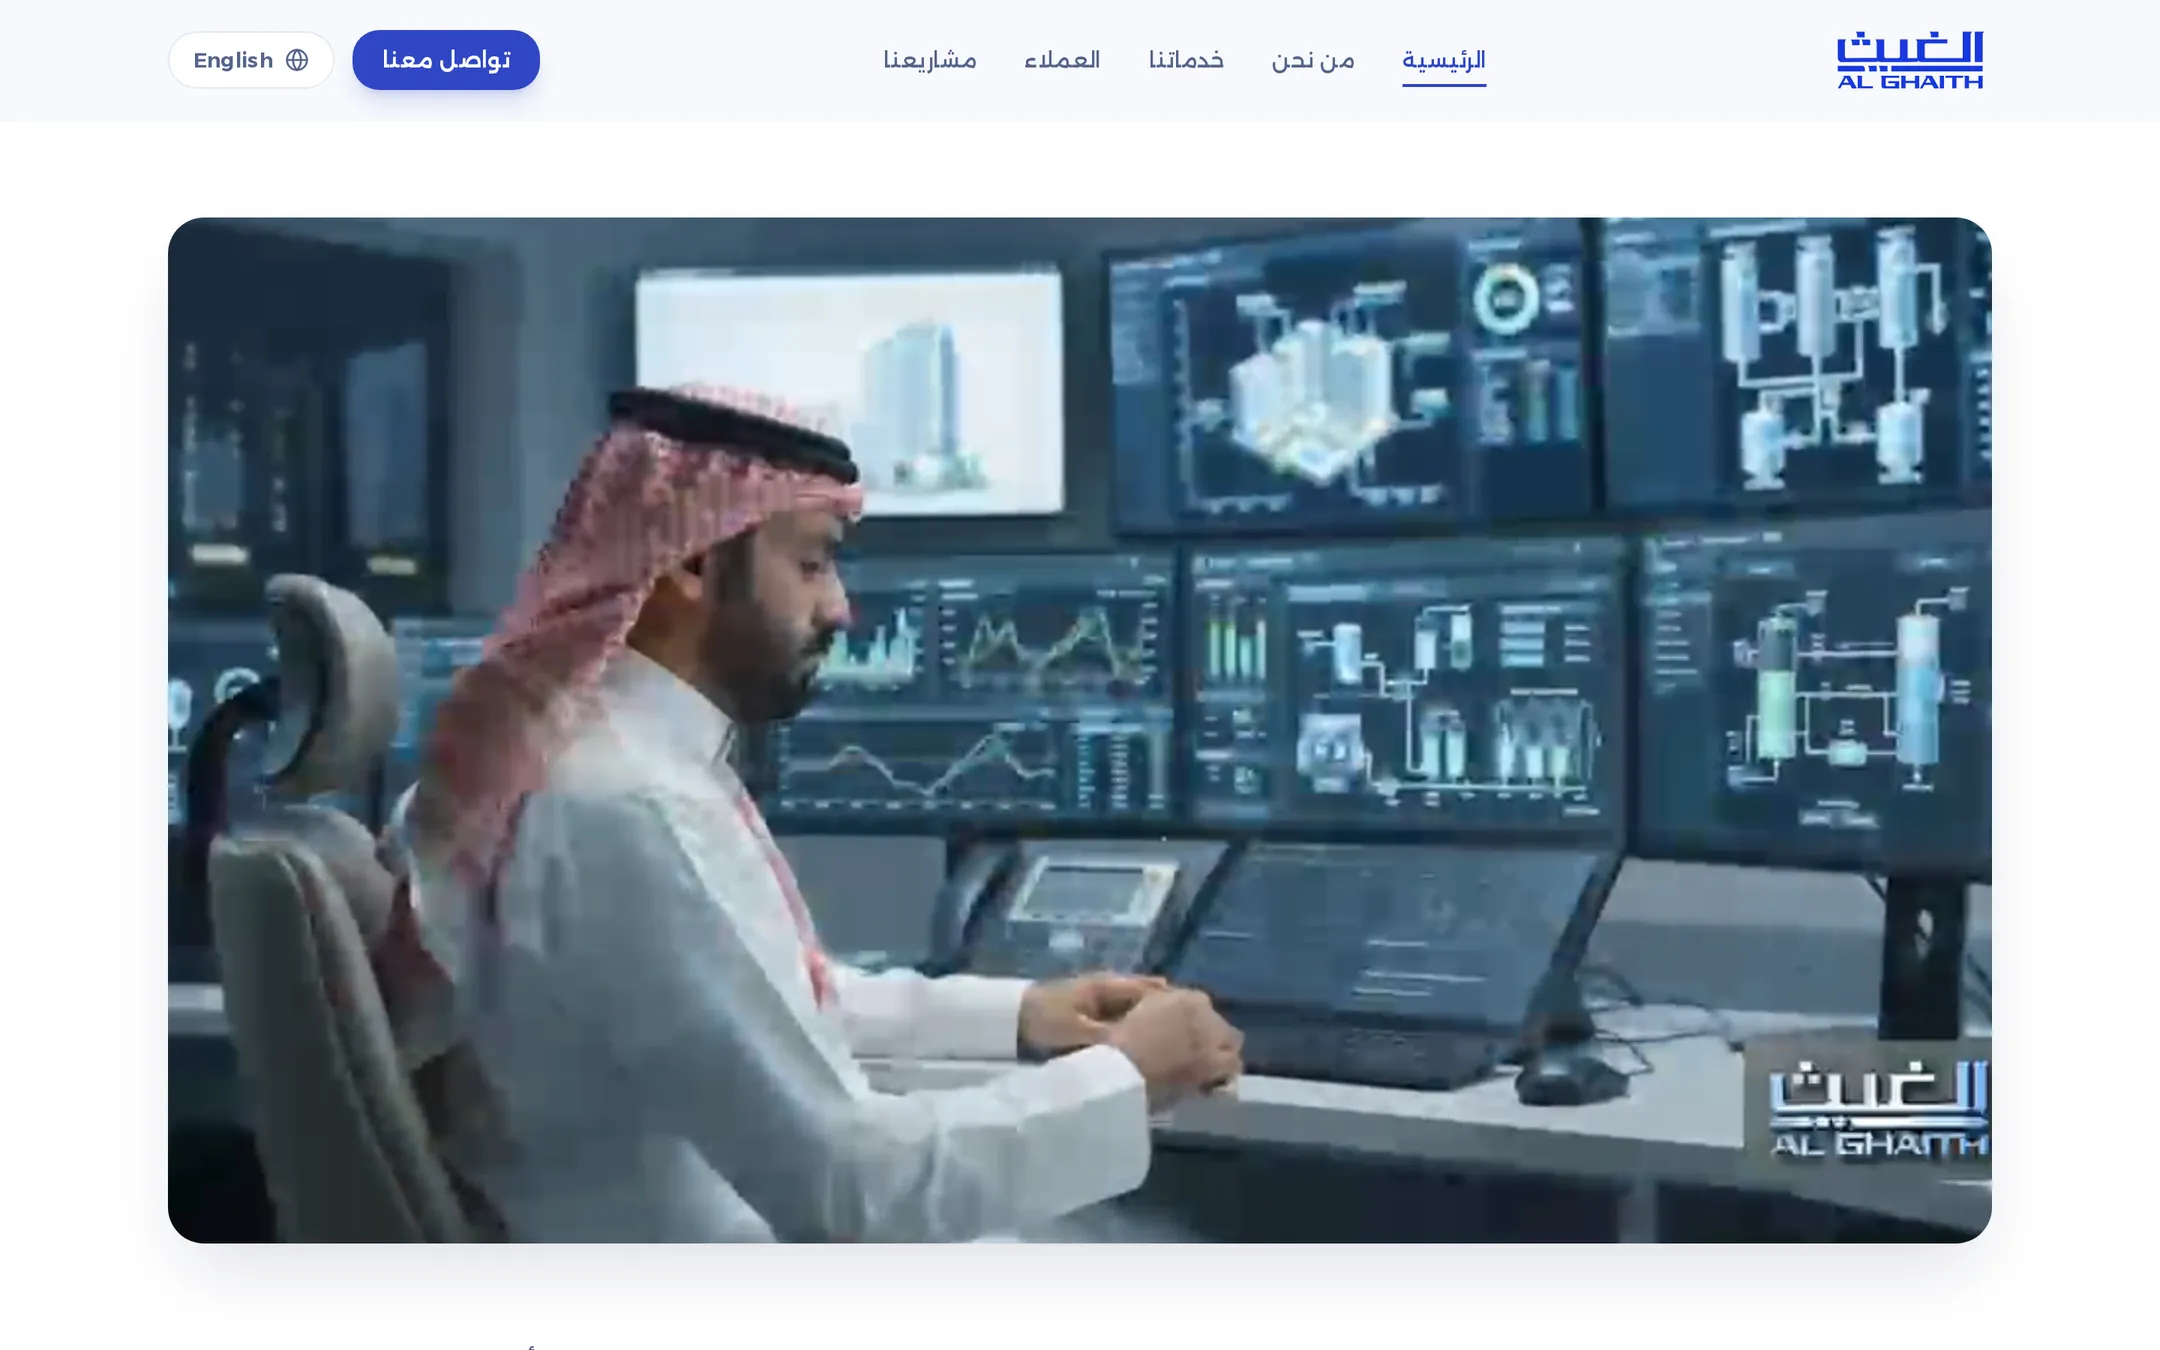 الغيث
AL GHAITH
الرئيسية
من نحن
خدماتنا
العملاء
مشاريعنا
تواصل معنا
English
الغيث
AL GHAITH